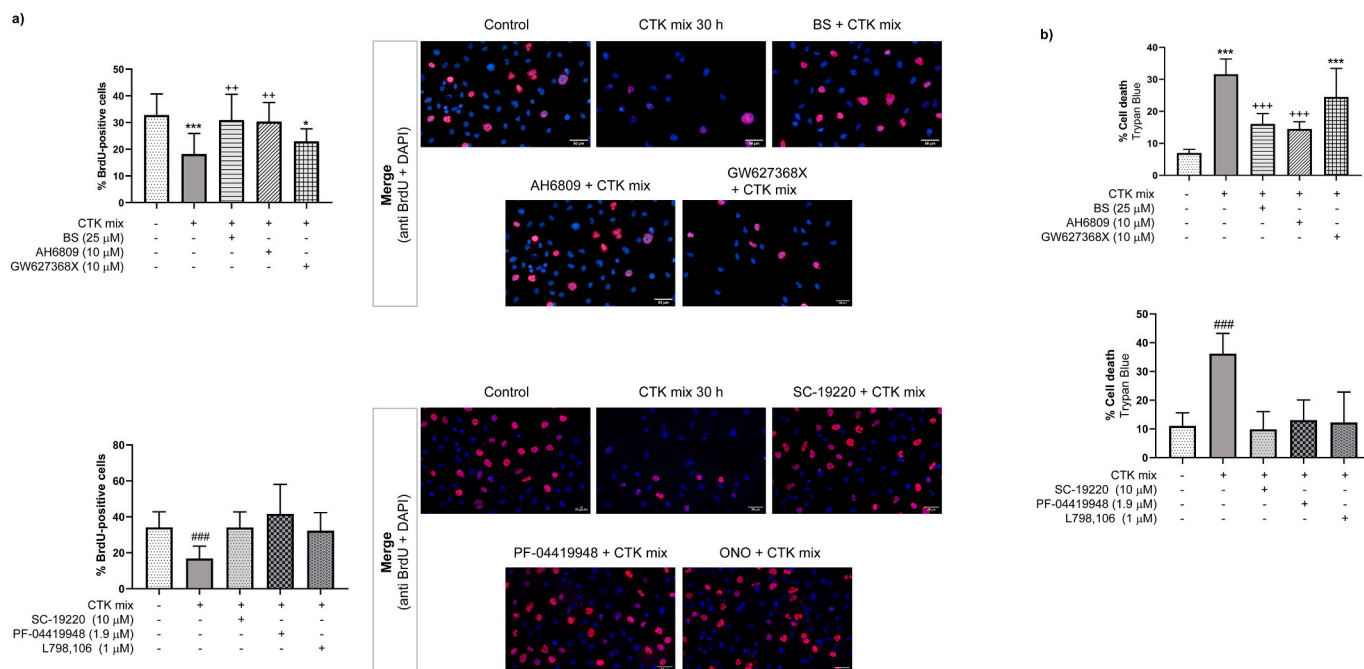 a)
Control
CTK mix 30 h
BS + CTK mix
% BrdU-positive cells
50
40
30
20
10
0
***
++
++
*
CTK mix - + + + +
BS (25 μM) - - + - -
AH6809 (10 μM) - - - + -
GW627368X (10 μM) - - - - +
Merge
(anti BrdU + DAPI)
AH6809 + CTK mix
GW627368X
+ CTK mix
b)
% Cell death
Trypan Blue
40
30
20
10
0
***
+++
+++
***
CTK mix - + + + +
BS (25 μM) - - + - -
AH6809 (10 μM) - - - + -
GW627368X (10 μM) - - - - +
Control
CTK mix 30 h
SC-19220 + CTK mix
% BrdU-positive cells
80
60
40
20
0
###
CTK mix - + + + +
SC-19220 (10 μM) - - + - -
PF-04419948 (1.9 μM) - - - + -
L798,106 (1 μM) - - - - +
Merge
(anti BrdU + DAPI)
PF-04419948 + CTK mix
ONO + CTK mix
% Cell death
Trypan Blue
50
40
30
20
10
0
###
CTK mix - + + + +
SC-19220 (10 μM) - - + - -
PF-04419948 (1.9 μM) - - - + -
L798,106 (1 μM) - - - - +